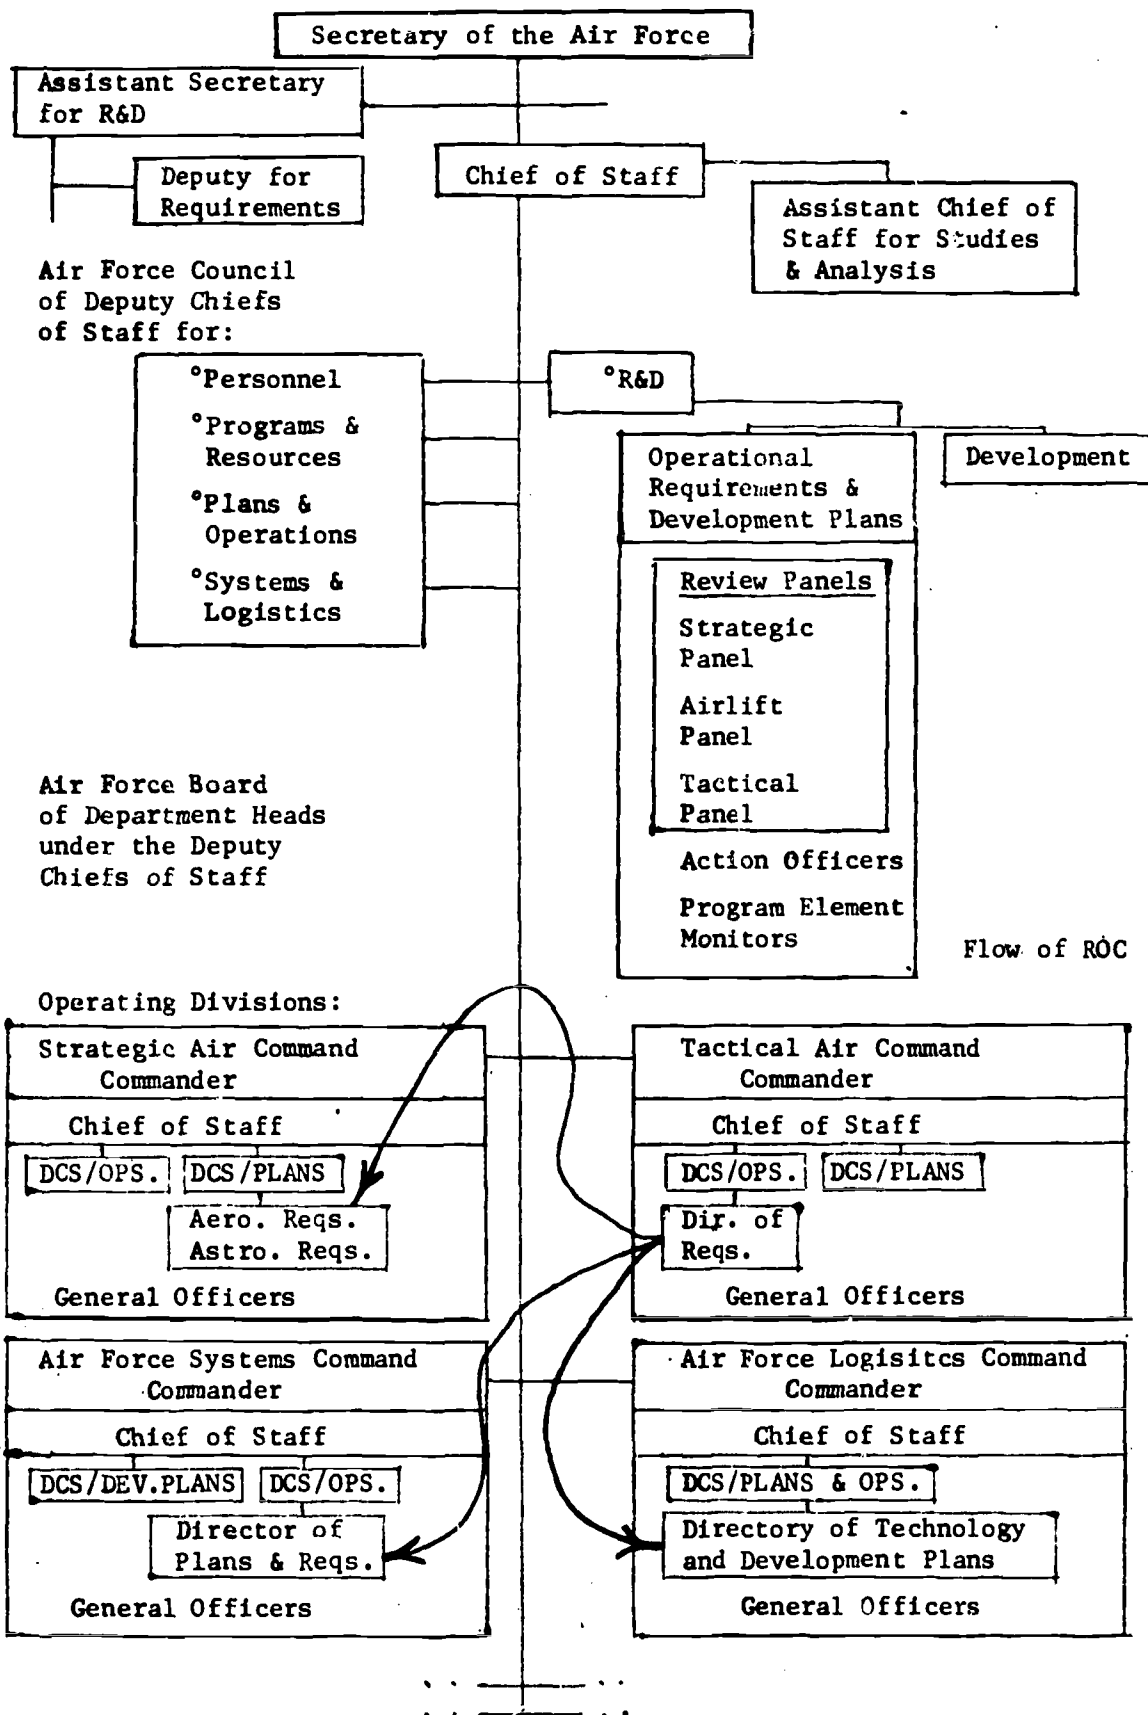 Secretary of the Air Force
Assistant Secretary
for R&D
Deputy for
Requirements
Chief of Staff
Assistant Chief of
Staff for Studies
& Analysis
Air Force Council
of Deputy Chiefs
of Staff for:
°Personnel
°Programs &
Resources
°Plans &
Operations
°Systems &
Logistics
°R&D
Operational
Requirements &
Development Plans
Development
Review Panels
Strategic
Panel
Airlift
Panel
Tactical
Panel
Action Officers
Program Element
Monitors
Air Force Board
of Department Heads
under the Deputy
Chiefs of Staff
Flow of ROC
Operating Divisions:
Strategic Air Command
Commander
Chief of Staff
DCS/OPS.
DCS/PLANS
Aero. Reqs.
Astro. Reqs.
General Officers
Tactical Air Command
Commander
Chief of Staff
DCS/OPS.
DCS/PLANS
Dir. of
Reqs.
General Officers
Air Force Systems Command
Commander
Chief of Staff
DCS/DEV.PLANS
DCS/OPS.
Director of
Plans & Reqs.
General Officers
Air Force Logisitcs Command
Commander
Chief of Staff
DCS/PLANS & OPS.
Directory of Technology
and Development Plans
General Officers